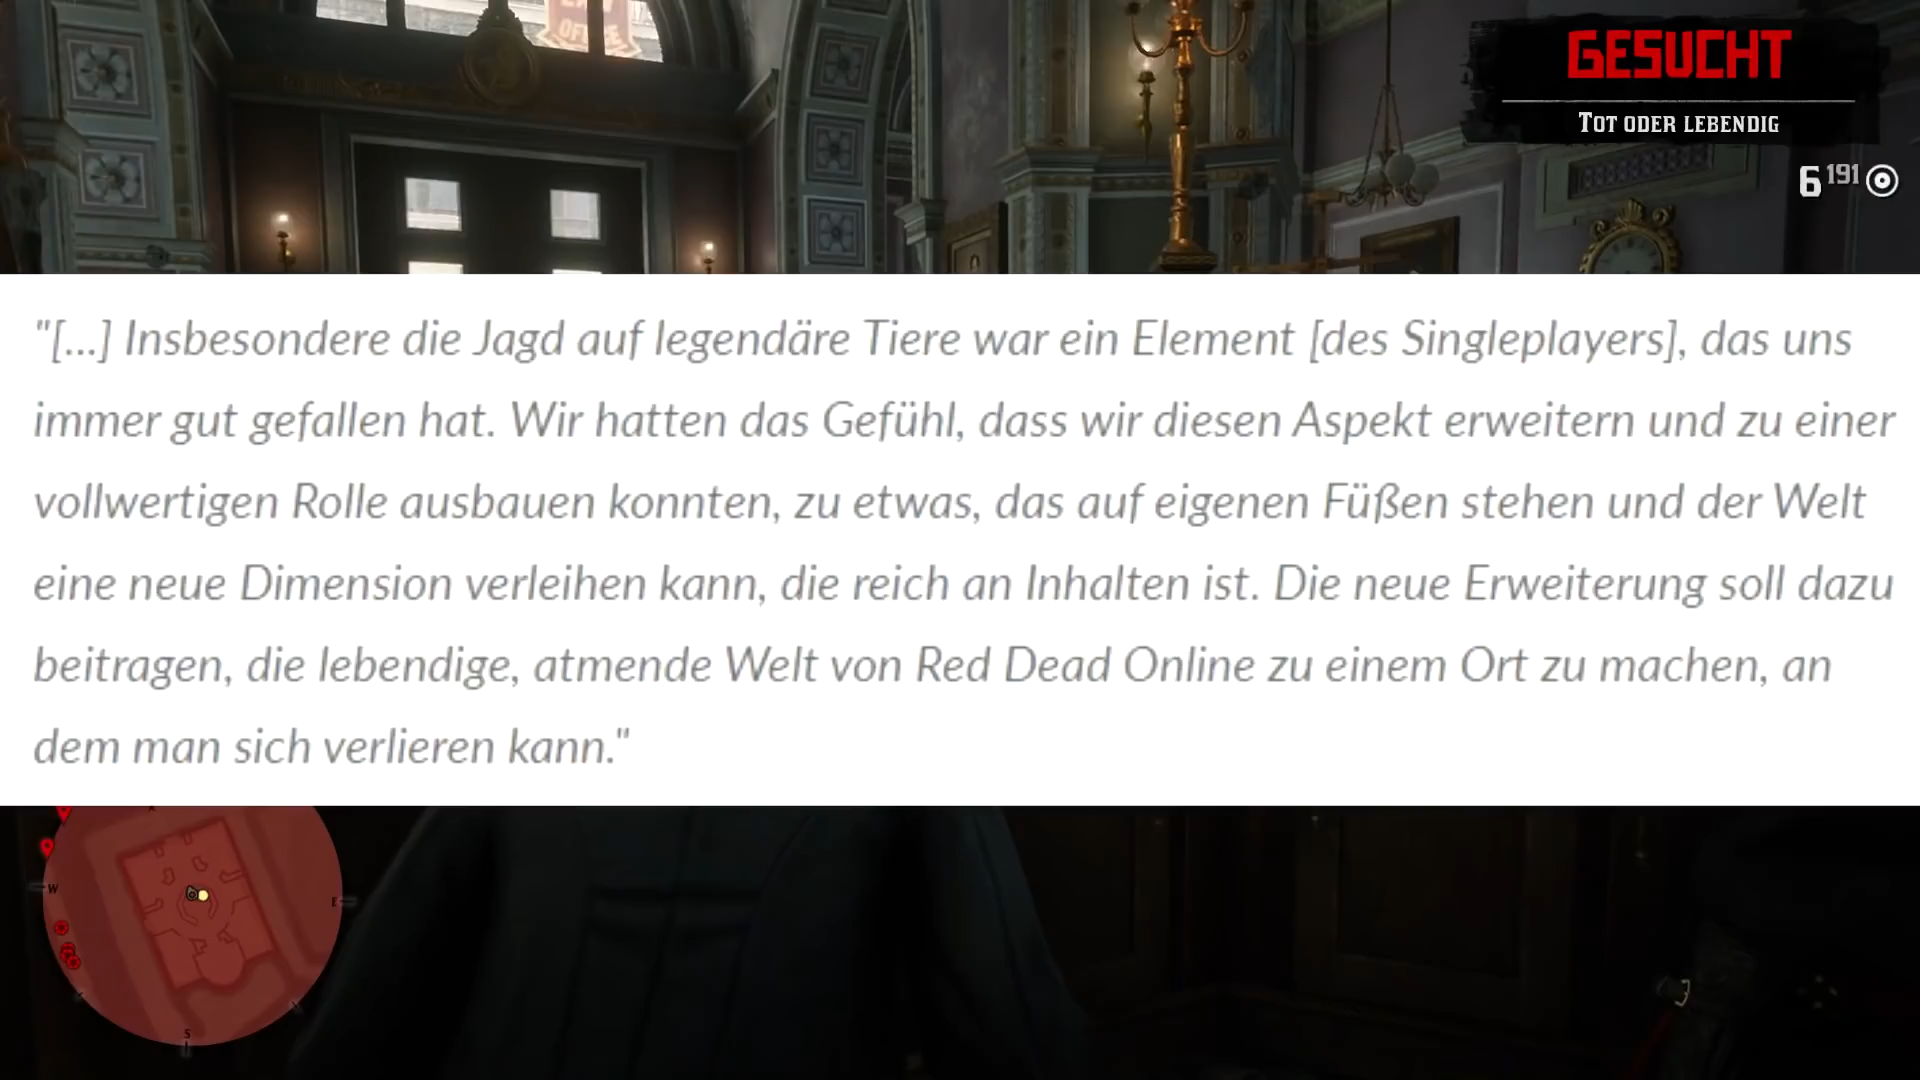 OFFICE
GESUCHT
TOT ODER LEBENDIG
6 191
"[...] Insbesondere die Jagd auf legendäre Tiere war ein Element [des Singleplayers], das uns
immer gut gefallen hat. Wir hatten das Gefühl, dass wir diesen Aspekt erweitern und zu einer
vollwertigen Rolle ausbauen konnten, zu etwas, das auf eigenen Füßen stehen und der Welt
eine neue Dimension verleihen kann, die reich an Inhalten ist. Die neue Erweiterung soll dazu
beitragen, die lebendige, atmende Welt von Red Dead Online zu einem Ort zu machen, an
dem man sich verlieren kann."
W
E
S